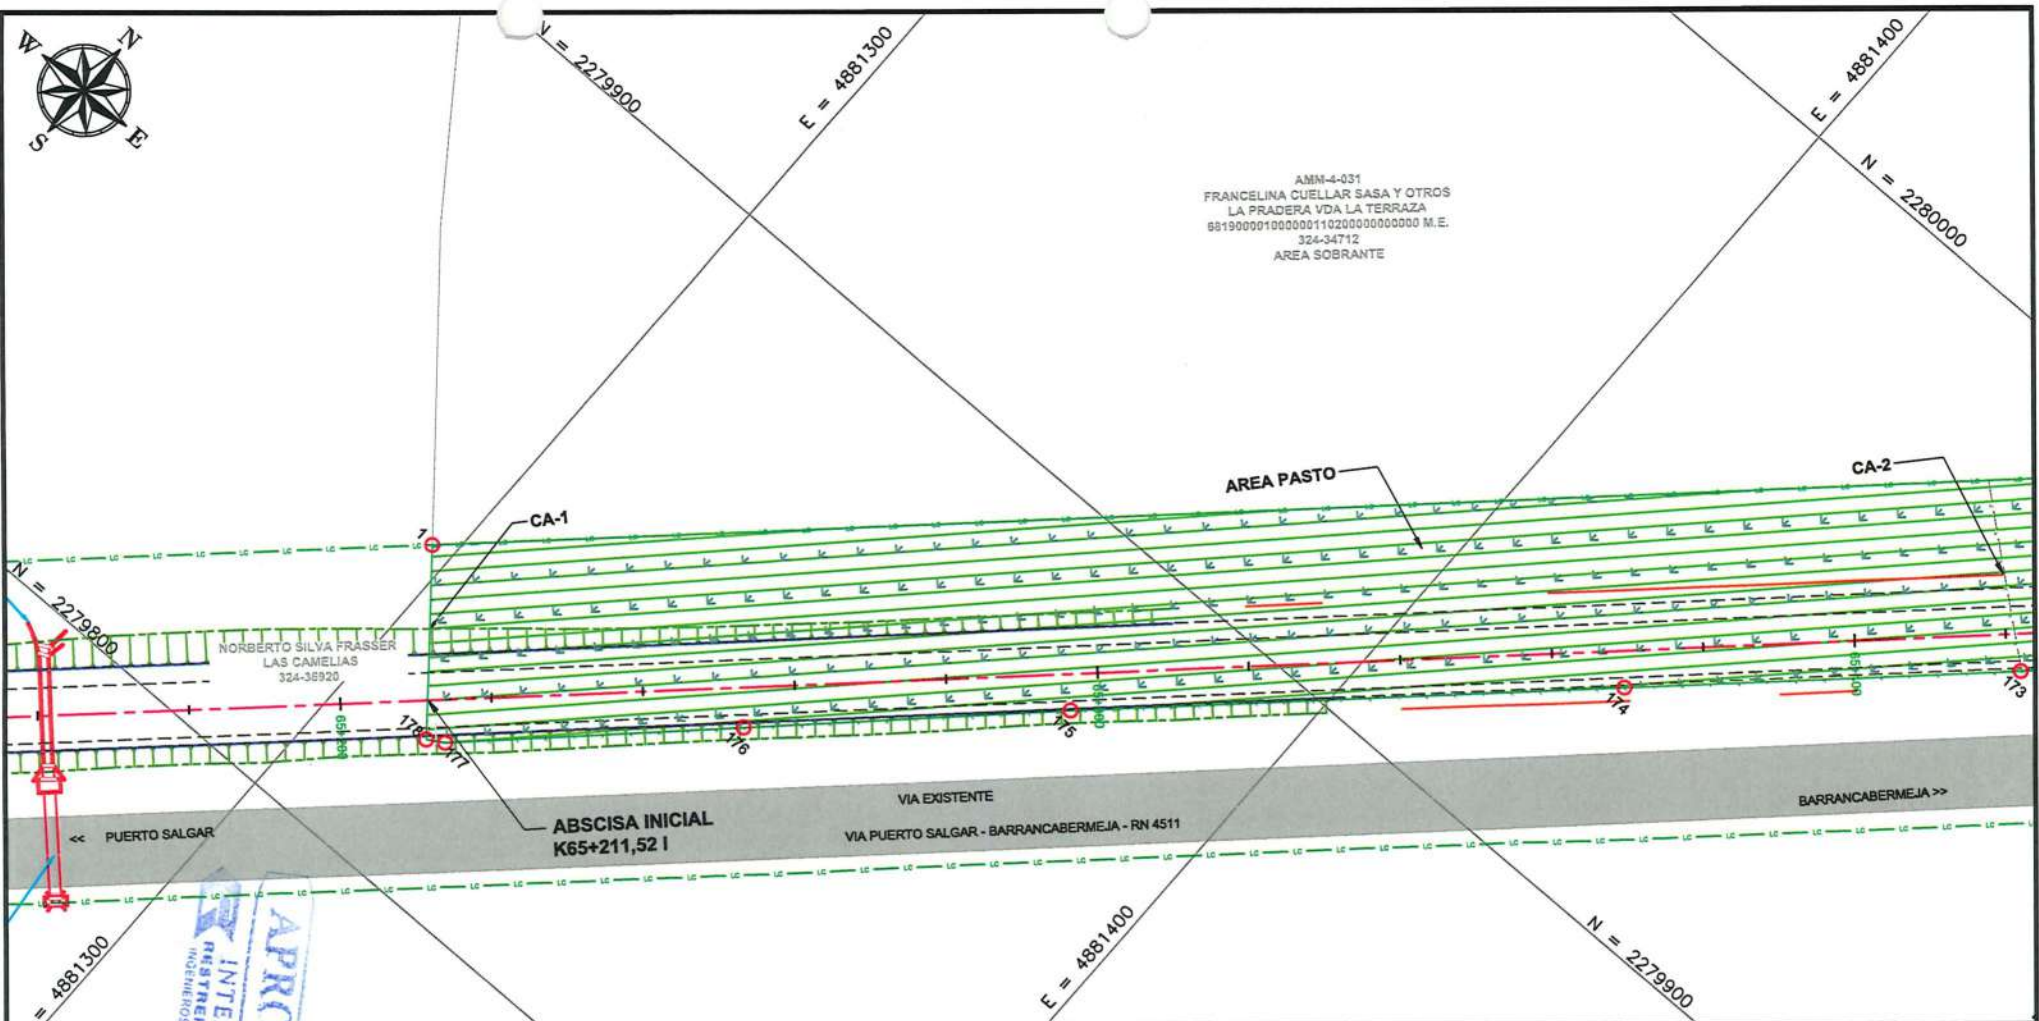 W
N
S
E
N = 2279900
E = 4881300
E = 4881400
N = 2280000
AMM-4-031
FRANCELINA CUELLAR SASA Y OTROS
LA PRADERA VDA LA TERRAZA
324-34712
AREA SOBRANTE
AREA PASTO
CA-2
CA-1
1
N = 2279800
NORBERTO SILVA FRASSER
LAS CAMELIAS
324-36920
178
177
176
175
174
173
ABSCISA INICIAL
K65+211,52 I
VIA EXISTENTE
<< PUERTO SALGAR
VIA PUERTO SALGAR - BARRANCABERMEJA - RN 4511
BARRANCABERMEJA >>
= 4881300
E = 4881400
N = 2279900